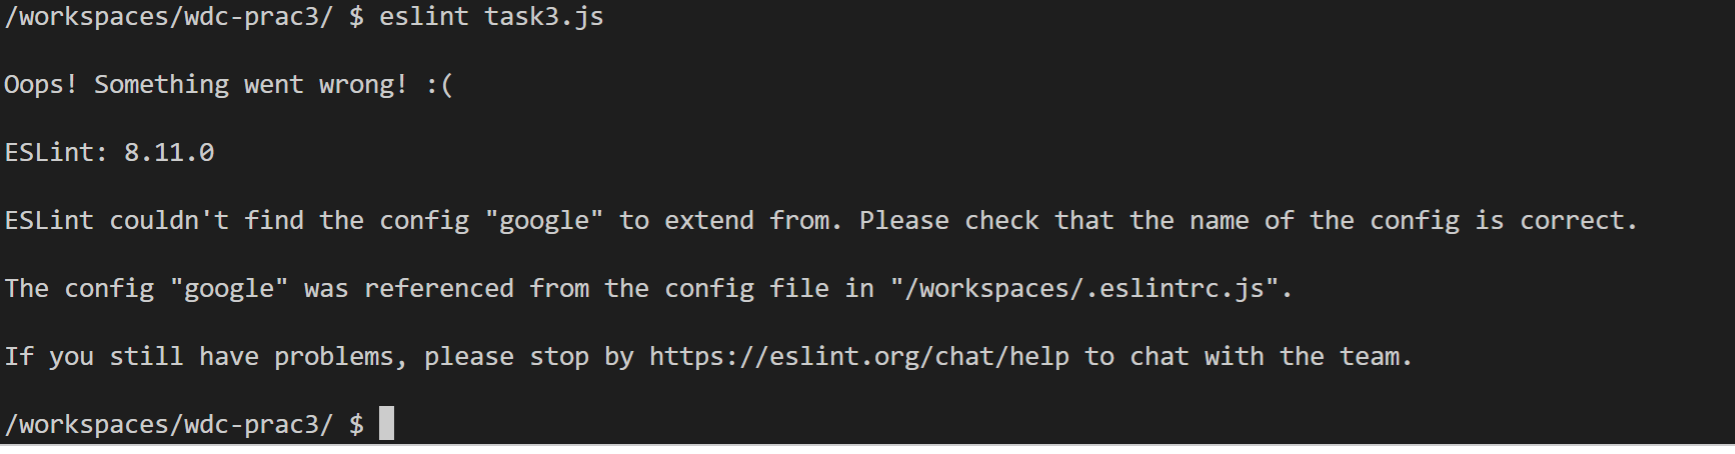 /workspaces/wdc-prac3/ $ eslint task3.js
Oops! Something went wrong! :(
ESLint: 8.11.0
ESLint couldn't find the config "google" to extend from. Please check that the name of the config is correct.
The config "google" was referenced from the config file in "/workspaces/.eslintrc.js".
If you still have problems, please stop by https://eslint.org/chat/help to chat with the team.
/workspaces/wdc-prac3/ $